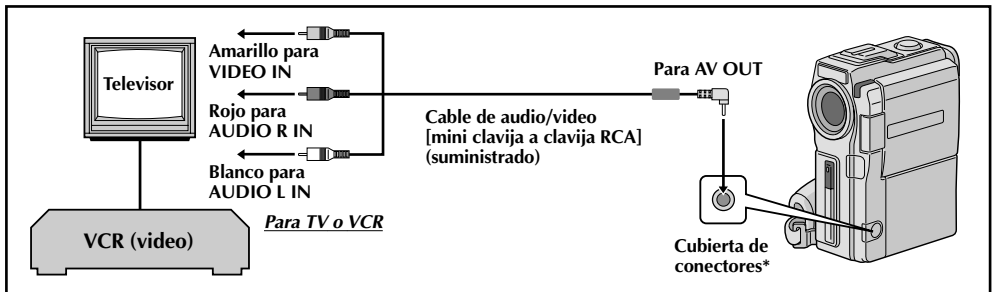 Televisor
Amarillo para
VIDEO IN
Rojo para
AUDIO R IN
Blanco para
AUDIO L IN
Para TV o VCR
VCR (video)
Cable de audio/video
[mini clavija a clavija RCA]
(suministrado)
Para AV OUT
Cubierta de
conectores*